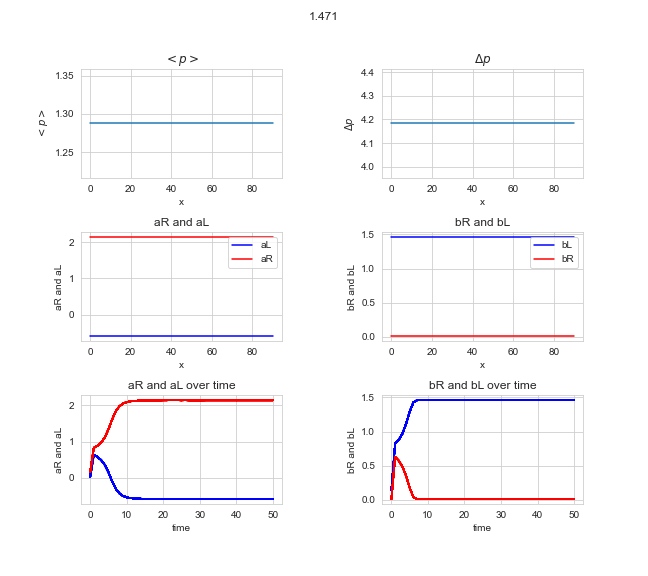 1.471
< p >
Δp
1.35
1.30
1.25
< p >
0 20 40 60 80
x
4.4
4.3
4.2
4.1
4.0
Δp
0 20 40 60 80
x
aR and aL
bR and bL
2
1
0
aR and aL
aL
aR
0 20 40 60 80
x
1.5
1.0
0.5
0.0
bR and bL
bL
bR
0 20 40 60 80
x
aR and aL over time
bR and bL over time
2
1
0
aR and aL
0 10 20 30 40 50
time
1.5
1.0
0.5
0.0
bR and bL
0 10 20 30 40 50
time